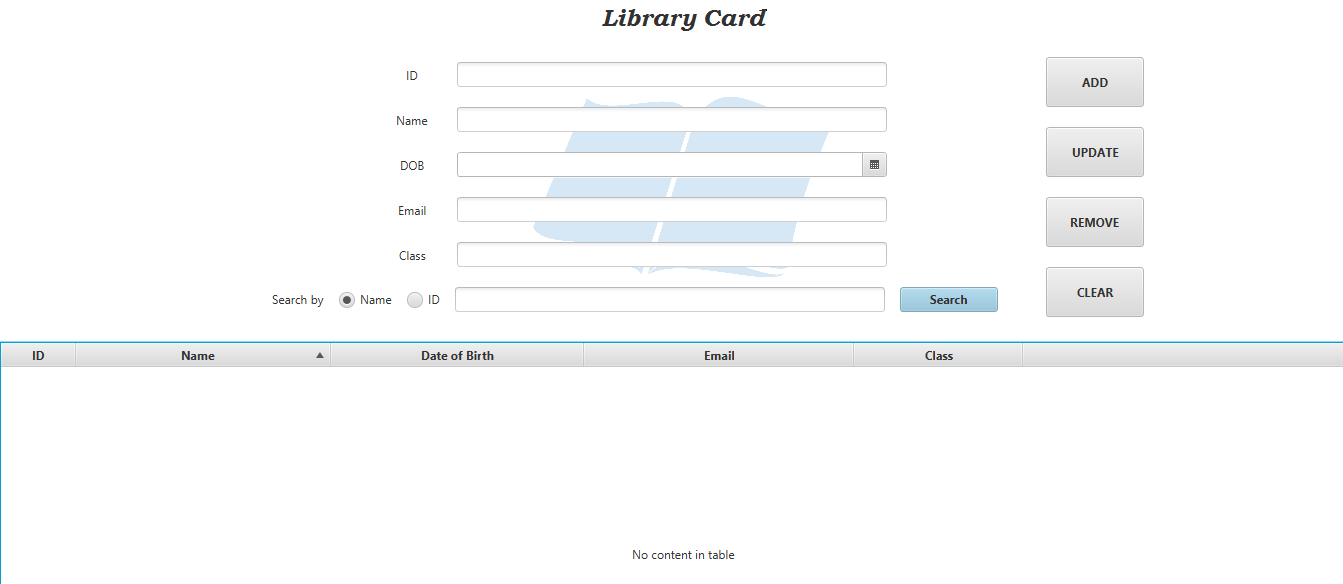 Library Card
ID
ADD
Name
DOB
UPDATE
Email
REMOVE
Class
Search by Name ID Search
CLEAR
ID Name Date of Birth Email Class
No content in table